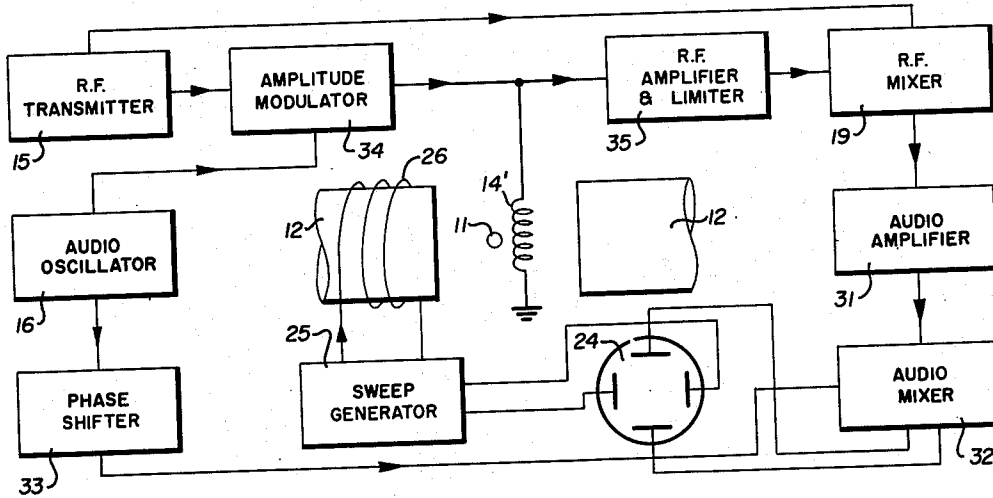 R.F.
TRANSMITTER
15
AMPLITUDE
MODULATOR
34
R.F.
AMPLIFIER
& LIMITER
35
R.F.
MIXER
19
AUDIO
OSCILLATOR
16
12
26
11
14'
12
AUDIO
AMPLIFIER
31
PHASE
SHIFTER
33
25
SWEEP
GENERATOR
24
AUDIO
MIXER
32